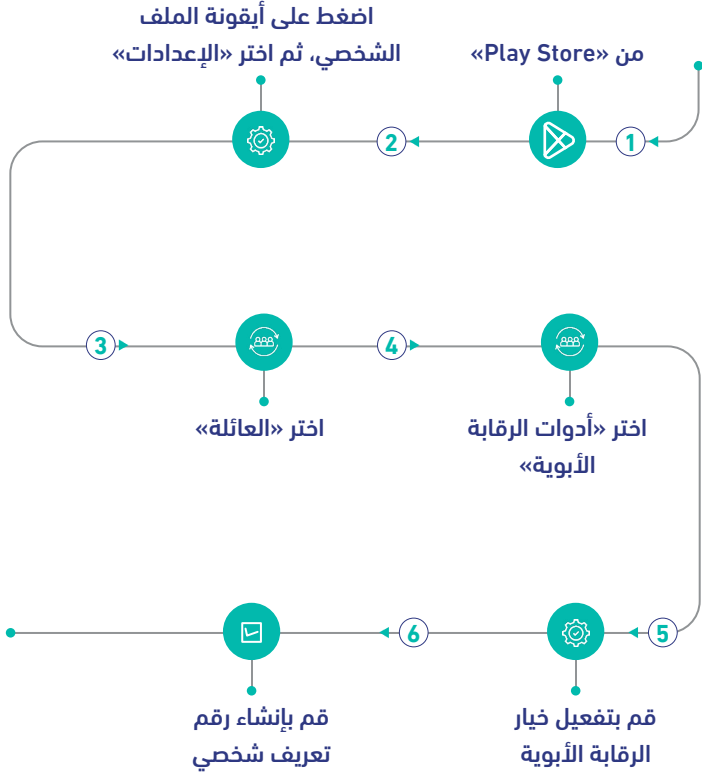 1
من «Play Store»
2
اضغط على أيقونة الملف
الشخصي، ثم اختر «الإعدادات»
3
اختر «العائلة»
4
اختر «أدوات الرقابة
الأبوية»
5
قم بتفعيل خيار
الرقابة الأبوية
6
قم بإنشاء رقم
تعريف شخصي